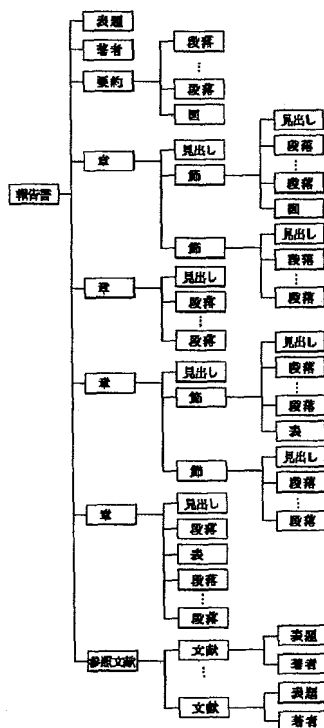 表題
著者
要約
段落
段落
図
章
見出し
節
見出し
段落
段落
図
節
見出し
段落
段落
報告書
章
見出し
段落
段落
章
見出し
節
見出し
段落
段落
表
節
見出し
段落
段落
章
見出し
段落
表
段落
段落
参照文献
文献
表題
著者
文献
表題
著者